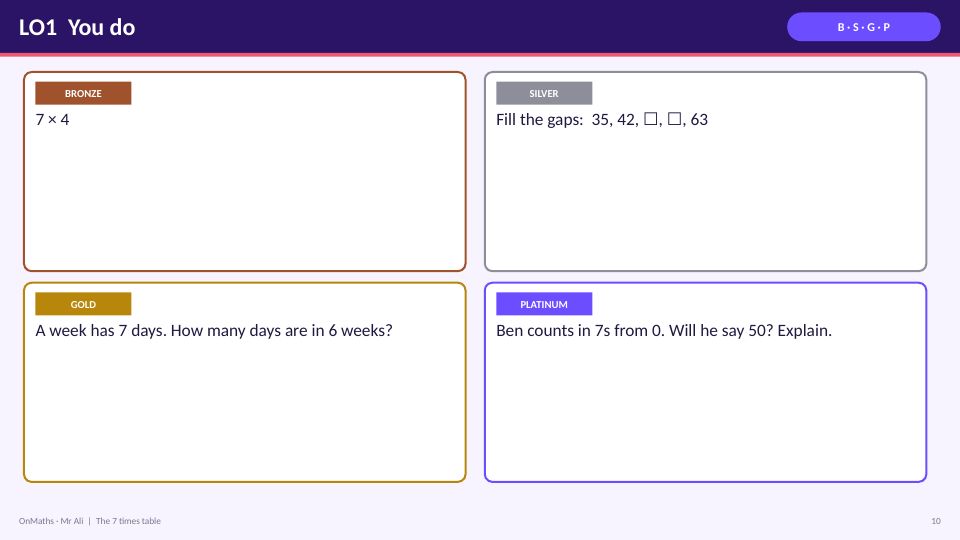 LO1  You do
B · S · G · P
BRONZE
7 × 4
SILVER
Fill the gaps:  35, 42, ☐, ☐, 63
GOLD
A week has 7 days. How many days are in 6 weeks?
PLATINUM
Ben counts in 7s from 0. Will he say 50? Explain.
OnMaths · Mr Ali  |  The 7 times table
10